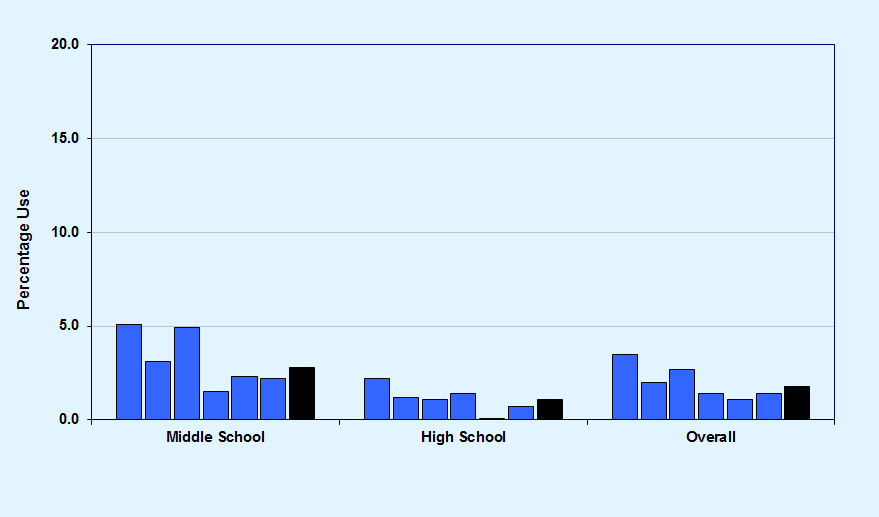 20.0
15.0
10.0
5.0
0.0
Percentage Use
Middle School
High School
Overall